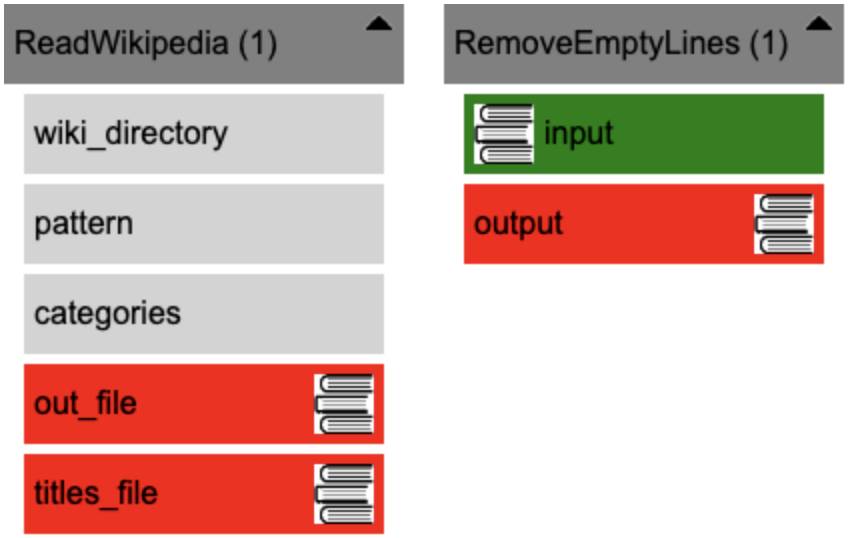 ReadWikipedia (1)
wiki_directory
pattern
categories
out_file
titles_file
RemoveEmptyLines (1)
input
output